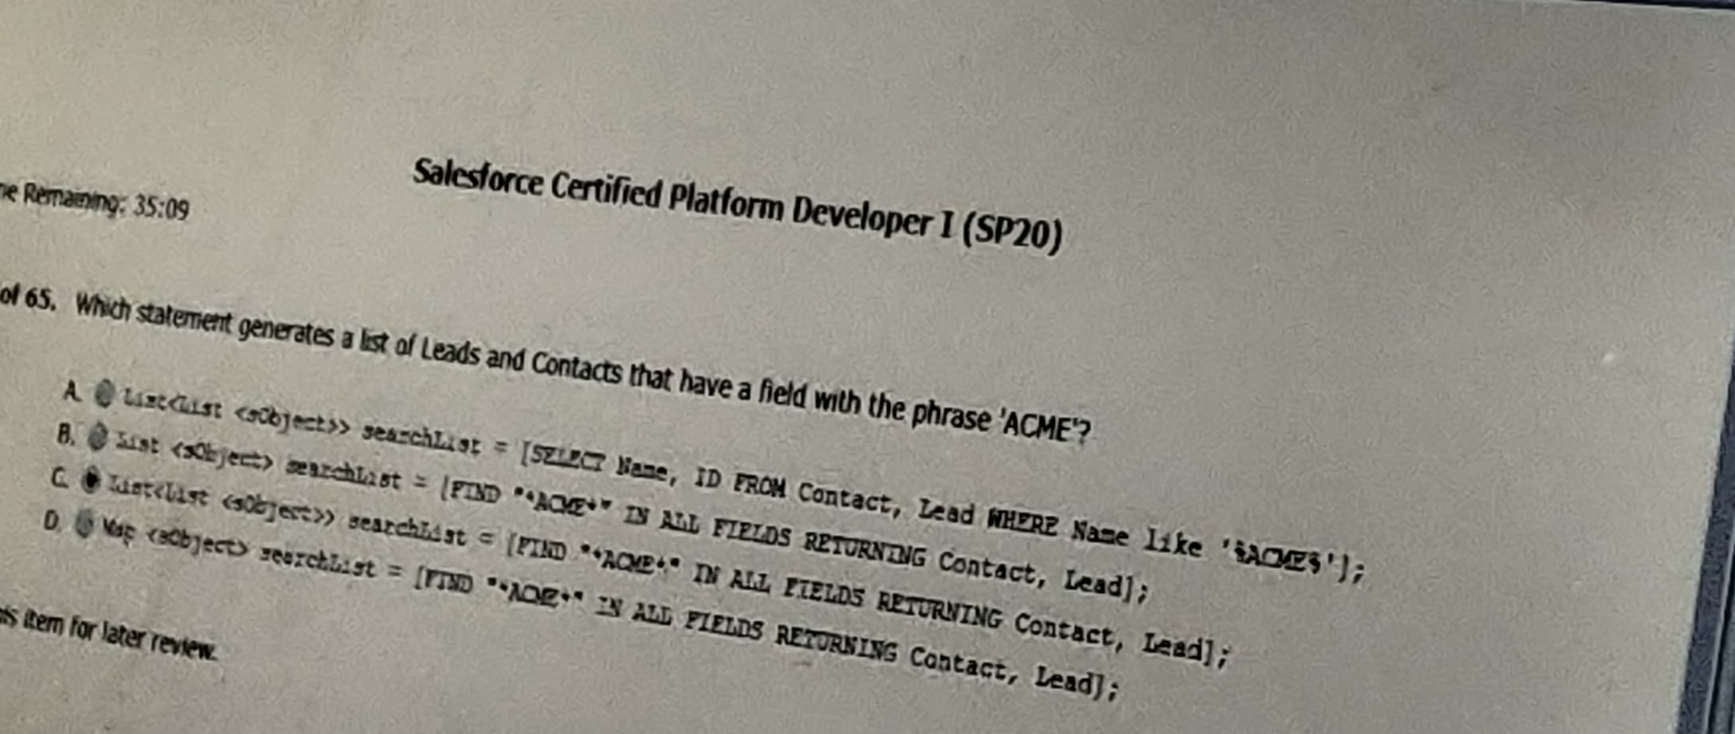 Salesforce Certified Platform Developer I (SP20)
ne Remaining: 35:09
of 65. Which statement generates a list of Leads and Contacts that have a field with the phrase 'ACME'?
A. List<List <sObject>> searchList = [SELECT Name, ID FROM Contact, Lead WHERE Name like '%ACME%'];
B. List <sObject> searchList = [FIND "*ACME*" IN ALL FIELDS RETURNING Contact, Lead];
C. List<List <sObject>> searchList = [FIND "*ACME*" IN ALL FIELDS RETURNING Contact, Lead];
D. Map <sObject> searchList = [FIND "*ACME*" IN ALL FIELDS RETURNING Contact, Lead];
is item for later review.